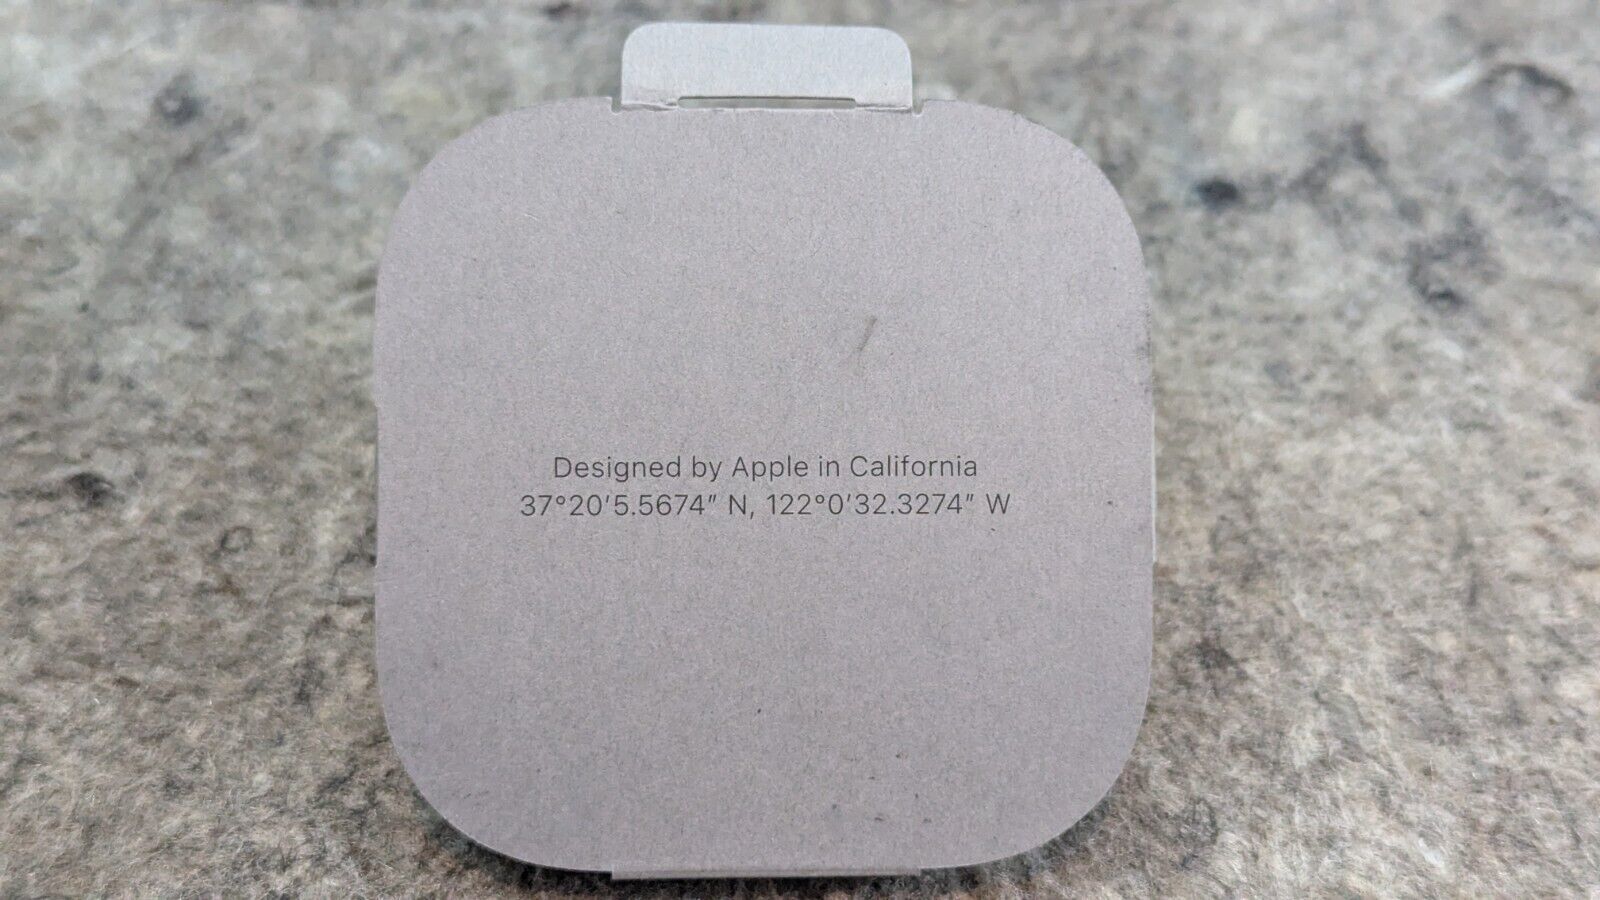 Designed by Apple in California
37°20′5.5674″ N, 122°0′32.3274″ W